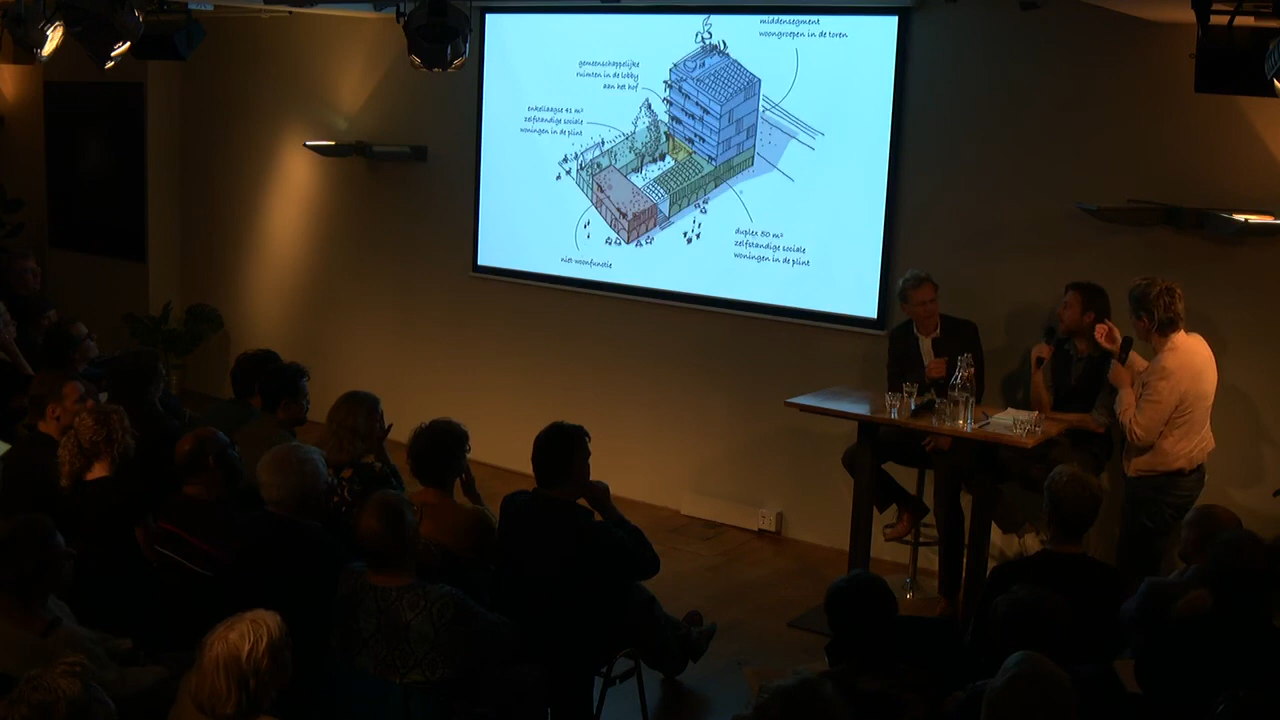 middensegment
woongroepen in de toren
gemeenschappelijke
ruimten in de lobby
aan het hof
enkellaagse 41 m²
zelfstandige sociale
woningen in de plint
duplex 50 m²
zelfstandige sociale
woningen in de plint
niet-woonfunctie